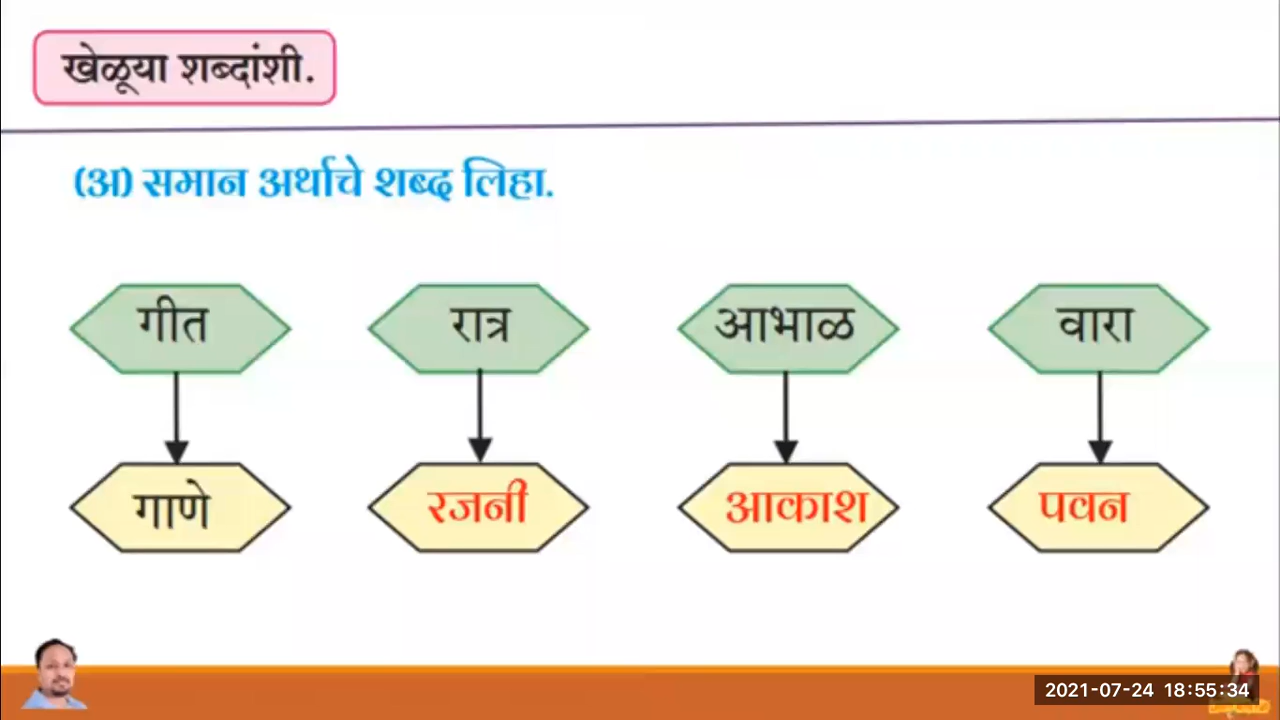 खेळूया शब्दांशी.
(अ) समान अर्थाचे शब्द लिहा.
गीत रात्र आभाळ वारा
गाणे रजनी आकाश पवन
2021-07-24 18:55:34